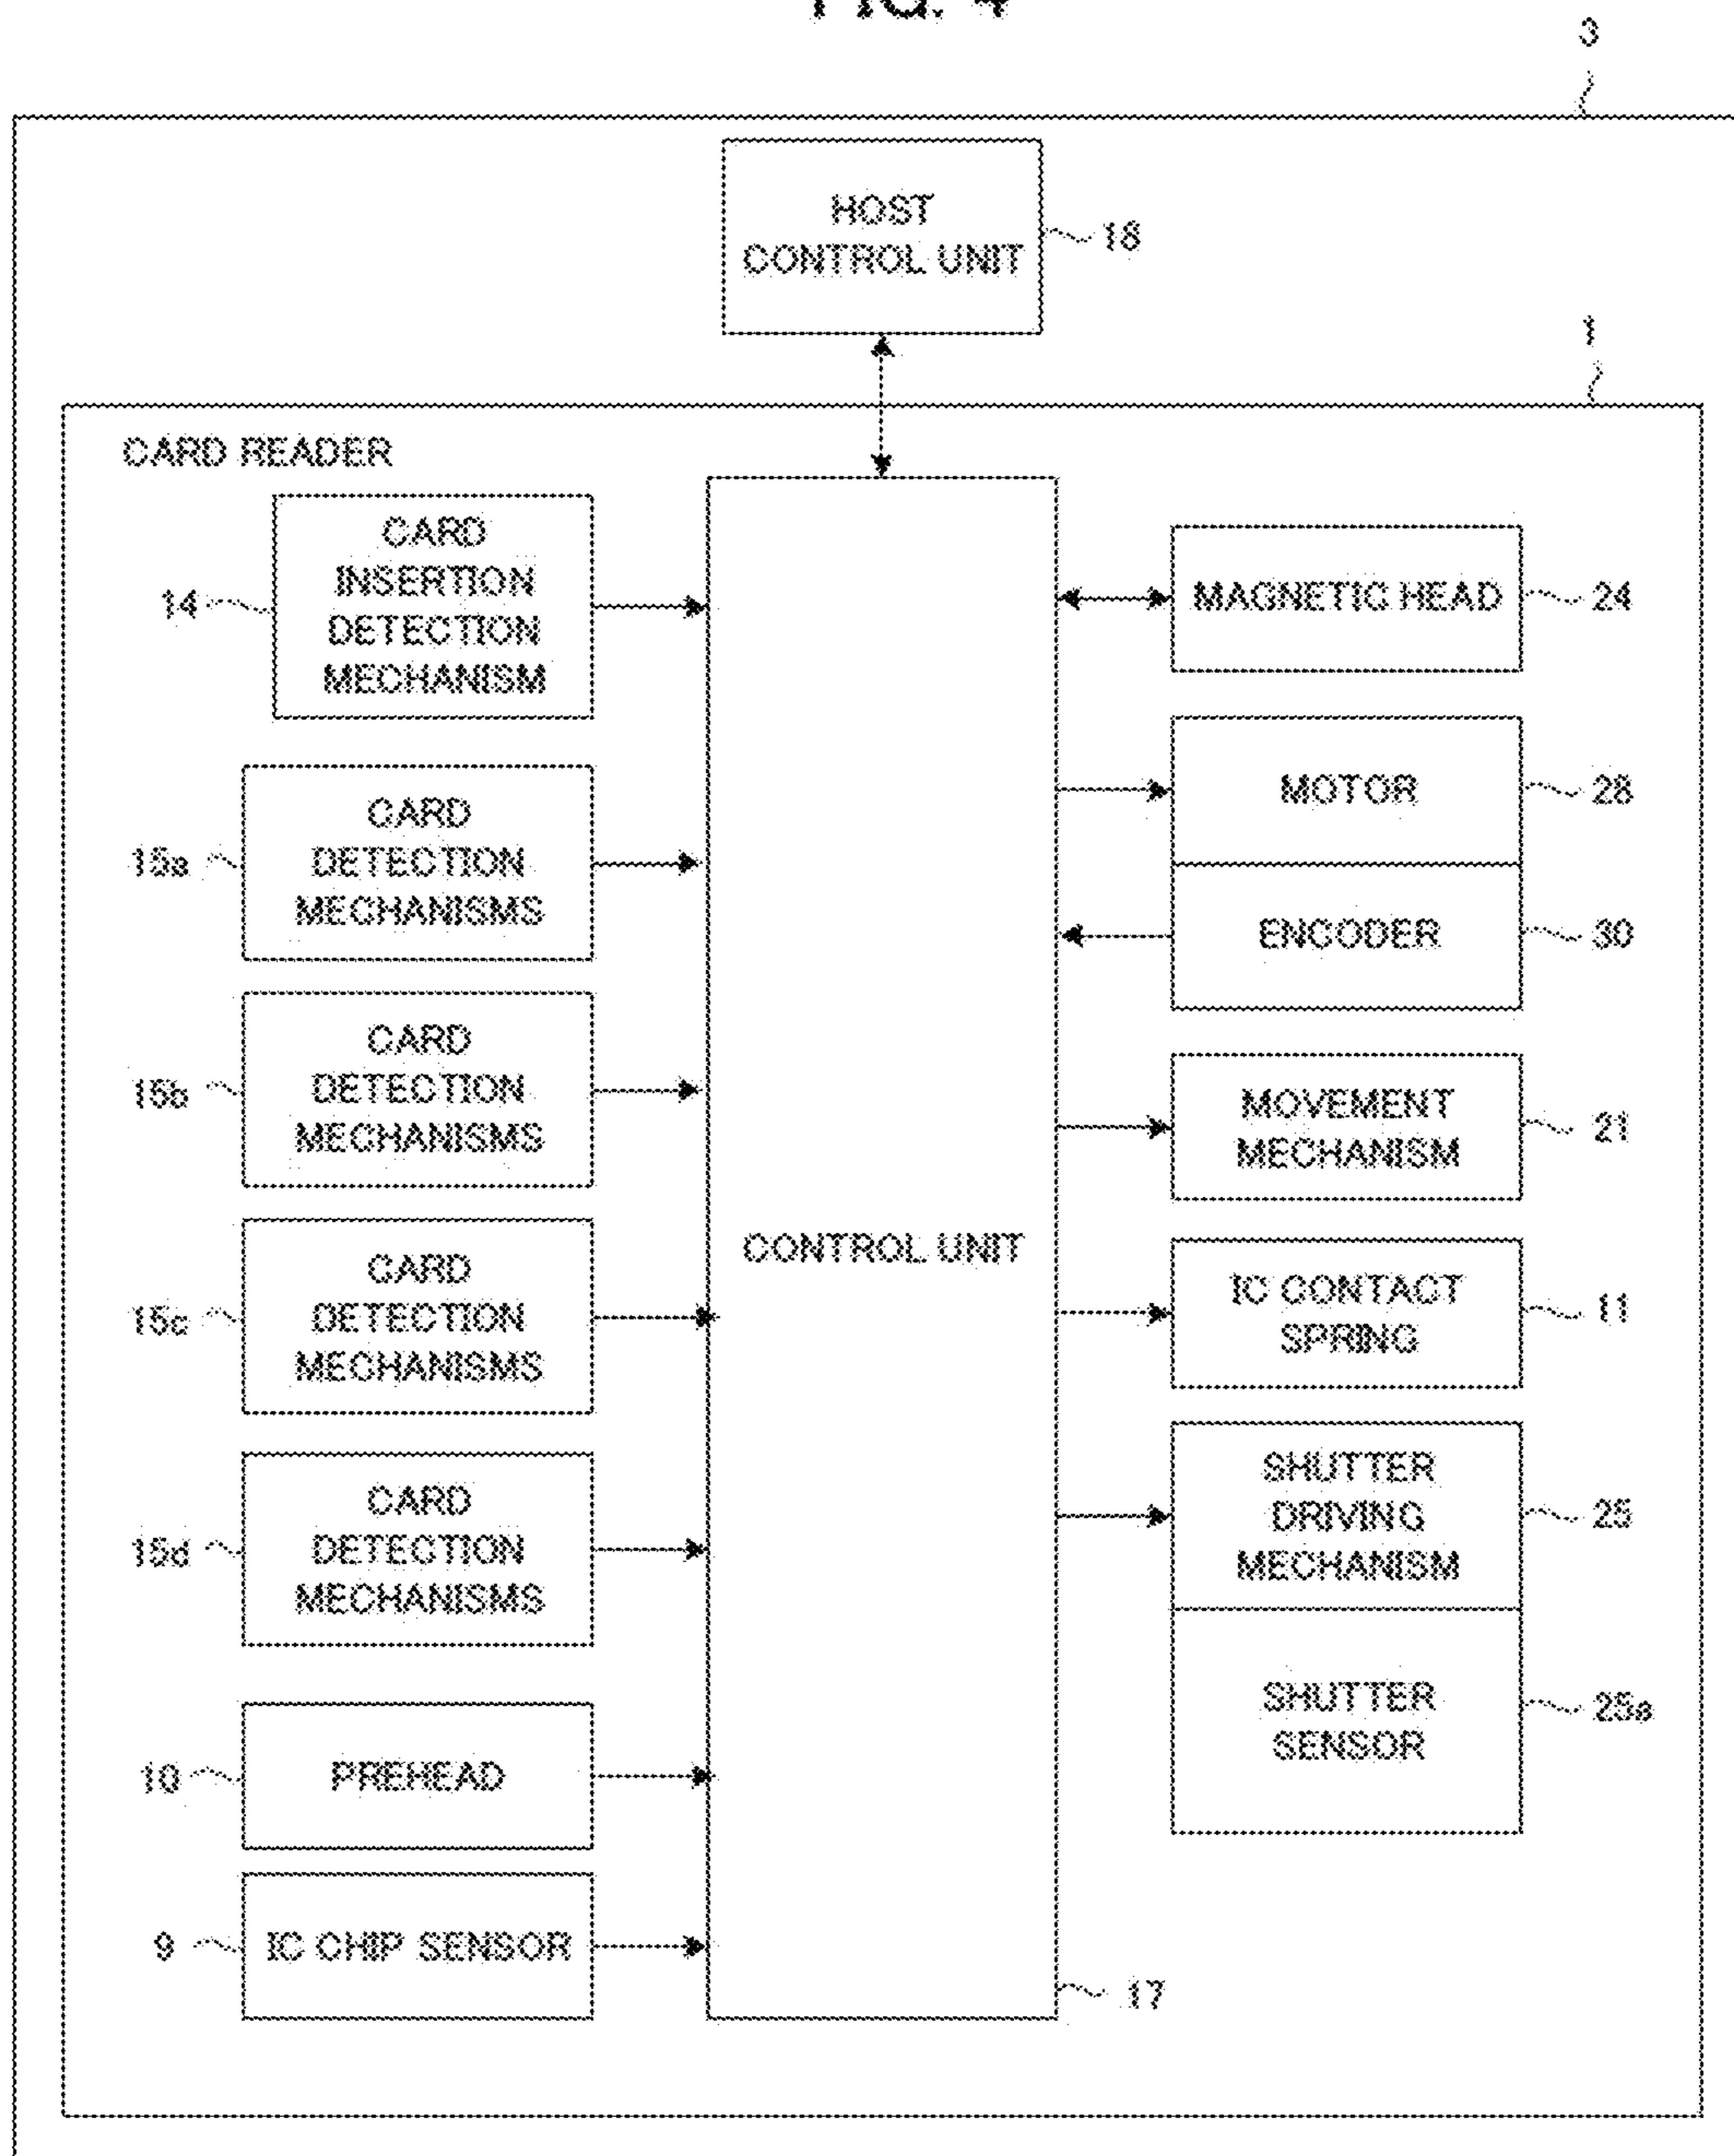 FIG. 4
3
HOST
CONTROL UNIT
18
1
CARD READER
CARD
INSERTION
DETECTION
MECHANISM
14
CARD
DETECTION
MECHANISMS
15a
CARD
DETECTION
MECHANISMS
15b
CARD
DETECTION
MECHANISMS
15c
CARD
DETECTION
MECHANISMS
15d
PREHEAD
10
IC CHIP SENSOR
9
CONTROL UNIT
17
MAGNETIC HEAD
24
MOTOR
28
ENCODER
30
MOVEMENT
MECHANISM
21
IC CONTACT
SPRING
11
SHUTTER
DRIVING
MECHANISM
25
SHUTTER
SENSOR
25a